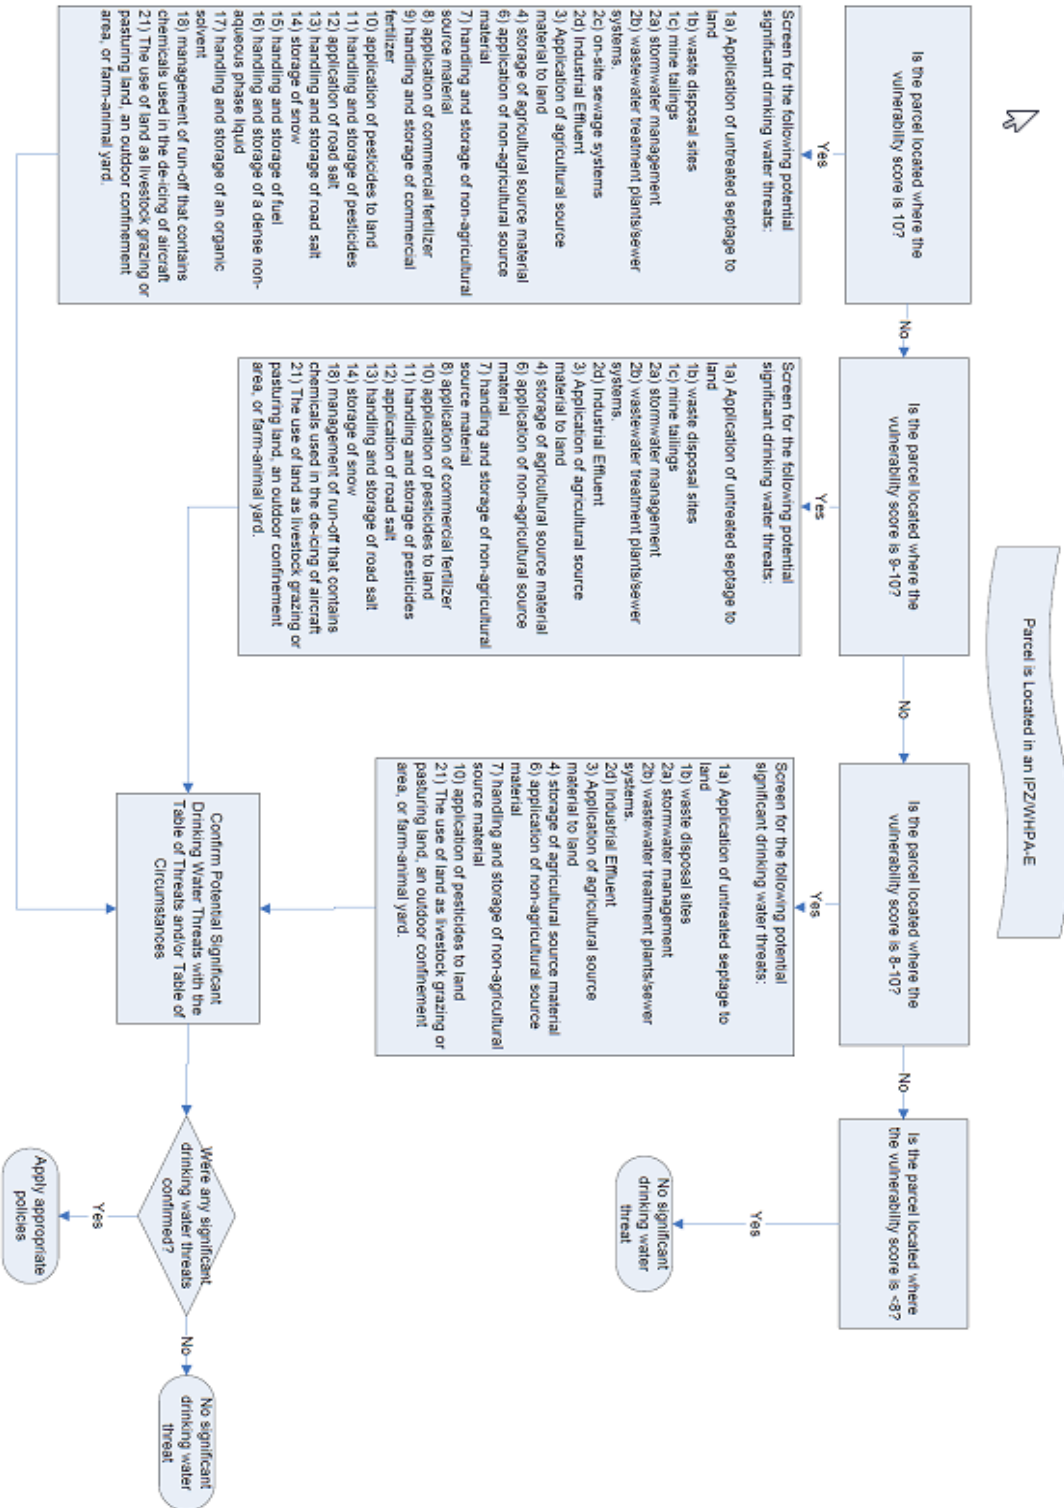 Parcel is Located in an IPZ/WHPA-E
Is the parcel located where the
vulnerability score is 10?
No
Is the parcel located where the
vulnerability score is 9-10?
No
Is the parcel located where the
vulnerability score is 8-10?
No
Is the parcel located where
the vulnerability score is <8?
Yes
Screen for the following potential
significant drinking water threats:
1a) Application of untreated septage to
land
1b) waste disposal sites
1c) mine tailings
2a) stormwater management
2b) wastewater treatment plants/sewer
systems.
2c) on-site sewage systems
2d) Industrial Effluent
3) Application of agricultural source
material to land
4) storage of agricultural source material
6) application of non-agricultural source
material
7) handling and storage of non-agricultural
source material
8) application of commercial fertilizer
9) handling and storage of commercial
fertilizer
10) application of pesticides to land
11) handling and storage of pesticides
12) application of road salt
13) handling and storage of road salt
14) storage of snow
15) handling and storage of fuel
16) handling and storage of a dense non-
aqueous phase liquid
17) handling and storage of an organic
solvent
18) management of run-off that contains
chemicals used in the de-icing of aircraft
21) The use of land as livestock grazing or
pasturing land, an outdoor confinement
area, or farm-animal yard.
Yes
Screen for the following potential
significant drinking water threats:
1a) Application of untreated septage to
land
1b) waste disposal sites
1c) mine tailings
2a) stormwater management
2b) wastewater treatment plants/sewer
systems.
2d) Industrial Effluent
3) Application of agricultural source
material to land
4) storage of agricultural source material
6) application of non-agricultural source
material
7) handling and storage of non-agricultural
source material
8) application of commercial fertilizer
10) application of pesticides to land
11) handling and storage of pesticides
12) application of road salt
13) handling and storage of road salt
14) storage of snow
18) management of run-off that contains
chemicals used in the de-icing of aircraft
21) The use of land as livestock grazing or
pasturing land, an outdoor confinement
area, or farm-animal yard.
Yes
Screen for the following potential
significant drinking water threats:
1a) Application of untreated septage to
land
1b) waste disposal sites
2a) stormwater management
2b) wastewater treatment plants/sewer
systems.
2d) Industrial Effluent
3) Application of agricultural source
material to land
4) storage of agricultural source material
6) application of non-agricultural source
material
7) handling and storage of non-agricultural
source material
10) application of pesticides to land
21) The use of land as livestock grazing or
pasturing land, an outdoor confinement
area, or farm-animal yard.
Yes
No significant
drinking water
threat
Confirm Potential Significant
Drinking Water Threats with the
Table of Threats and/or Table of
Circumstances
Were any significant
drinking water threats
confirmed?
No
No significant
drinking water
threat
Yes
Apply appropriate
policies